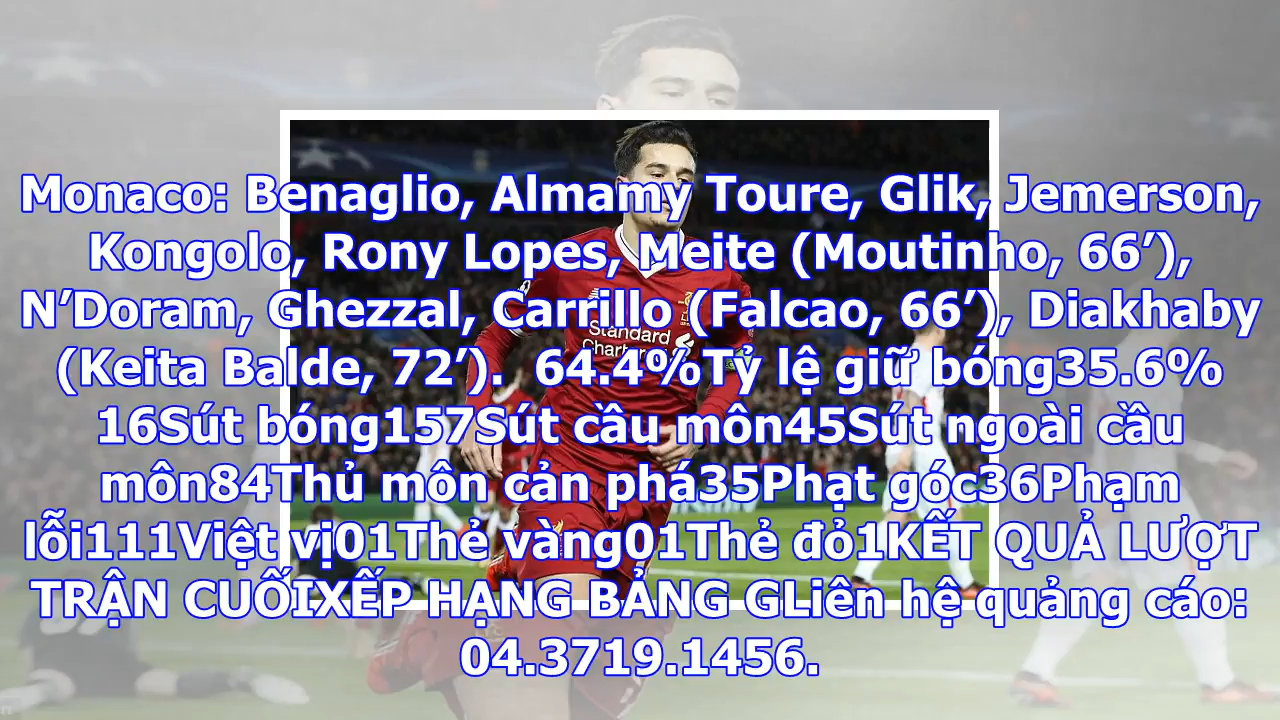 Monaco: Benaglio, Almamy Toure, Glik, Jemerson,
Kongolo, Rony Lopes, Meite (Moutinho, 66’),
N’Doram, Ghezzal, Carrillo (Falcao, 66’), Diakhaby
(Keita Balde, 72’).  64.4%Tỷ lệ giữ bóng35.6%
16Sút bóng157Sút cầu môn45Sút ngoài cầu
môn84Thủ môn cản phá35Phạt góc36Phạm
lỗi111Việt vị01Thẻ vàng01Thẻ đỏ1KẾT QUẢ LƯỢT
TRẬN CUỐIXẾP HẠNG BẢNG GLiên hệ quảng cáo:
04.3719.1456.
Standard
Chartered